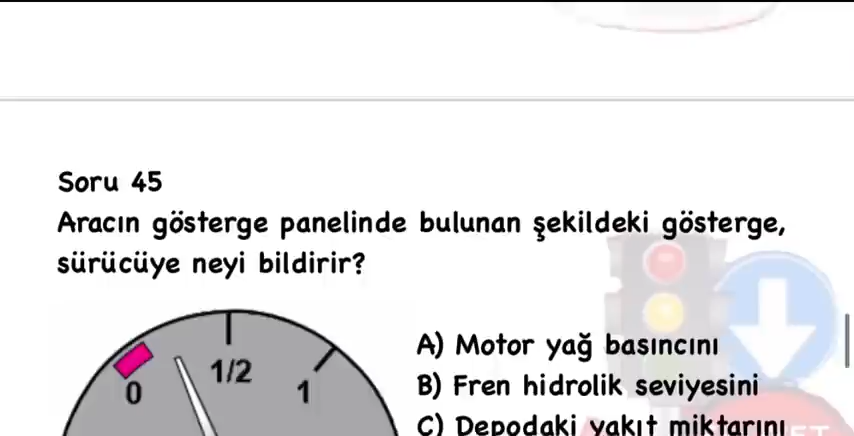 Soru 45
Aracın gösterge panelinde bulunan şekildeki gösterge,
sürücüye neyi bildirir?
A) Motor yağ basıncını
0 1/2 1
B) Fren hidrolik seviyesini
C) Depodaki yakıt miktarını